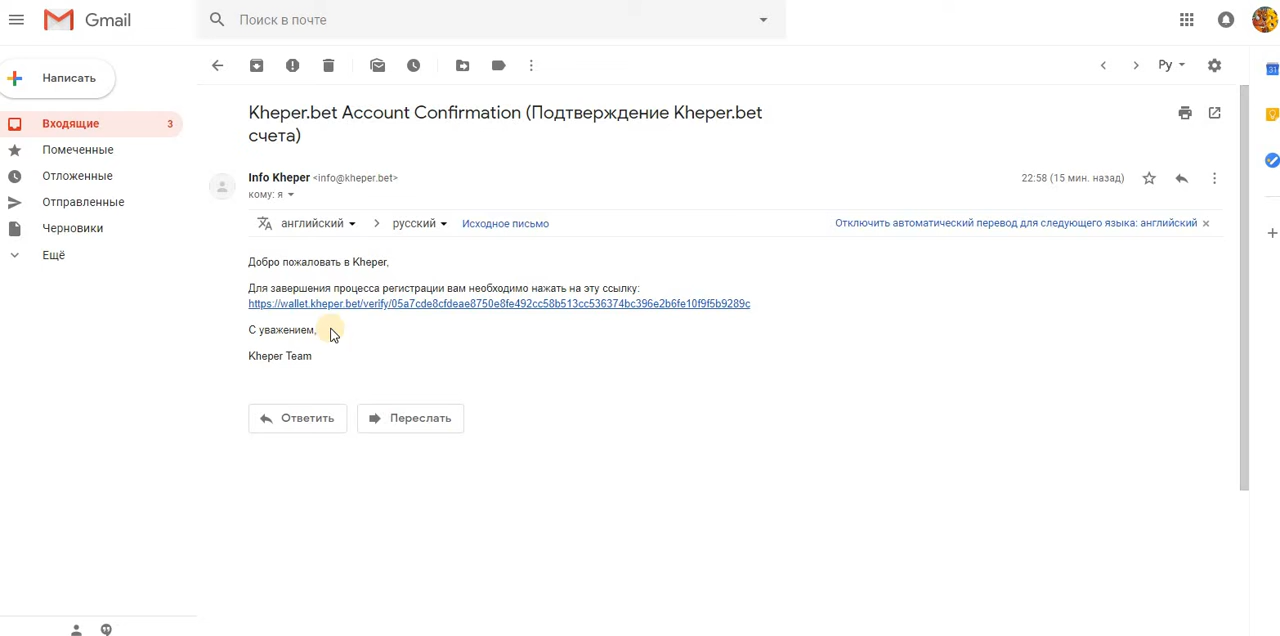 Gmail
Поиск в почте
Написать
Ру
Входящие 3
Помеченные
Отложенные
Отправленные
Черновики
Ещё
Kheper.bet Account Confirmation (Подтверждение Kheper.bet
счета)
Info Kheper <info@kheper.bet>
22:58 (15 мин. назад)
кому: я
английский > русский Исходное письмо
Отключить автоматический перевод для следующего языка: английский ×
Добро пожаловать в Kheper,
Для завершения процесса регистрации вам необходимо нажать на эту ссылку:
https://wallet.kheper.bet/verify/05a7cde8cfdeae8750e8fe492cc58b513cc536374bc396e2b6fe10f9f5b9289c
С уважением,
Kheper Team
Ответить
Переслать
31